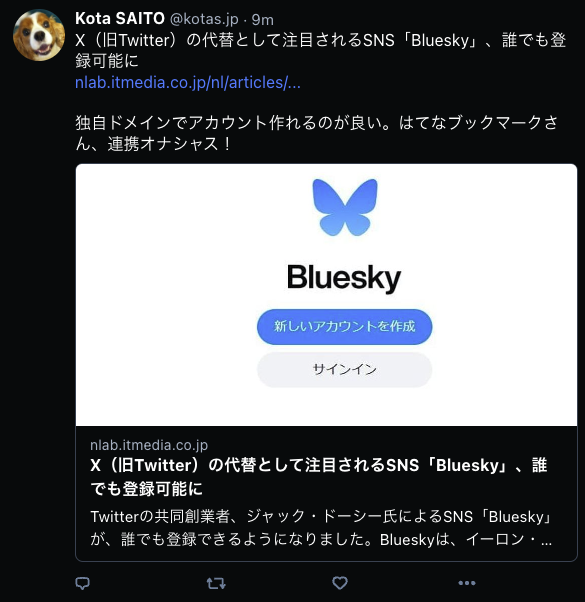 Kota SAITO @kotas.jp · 9m
X（旧Twitter）の代替として注目されるSNS「Bluesky」、誰でも登
録可能に
nlab.itmedia.co.jp/nl/articles/...
独自ドメインでアカウント作れるのが良い。はてなブックマークさ
ん、連携オナシャス！
Bluesky
新しいアカウントを作成
サインイン
nlab.itmedia.co.jp
X（旧Twitter）の代替として注目されるSNS「Bluesky」、誰
でも登録可能に
Twitterの共同創業者、ジャック・ドーシー氏によるSNS「Bluesky」
が、誰でも登録できるようになりました。Blueskyは、イーロン・...